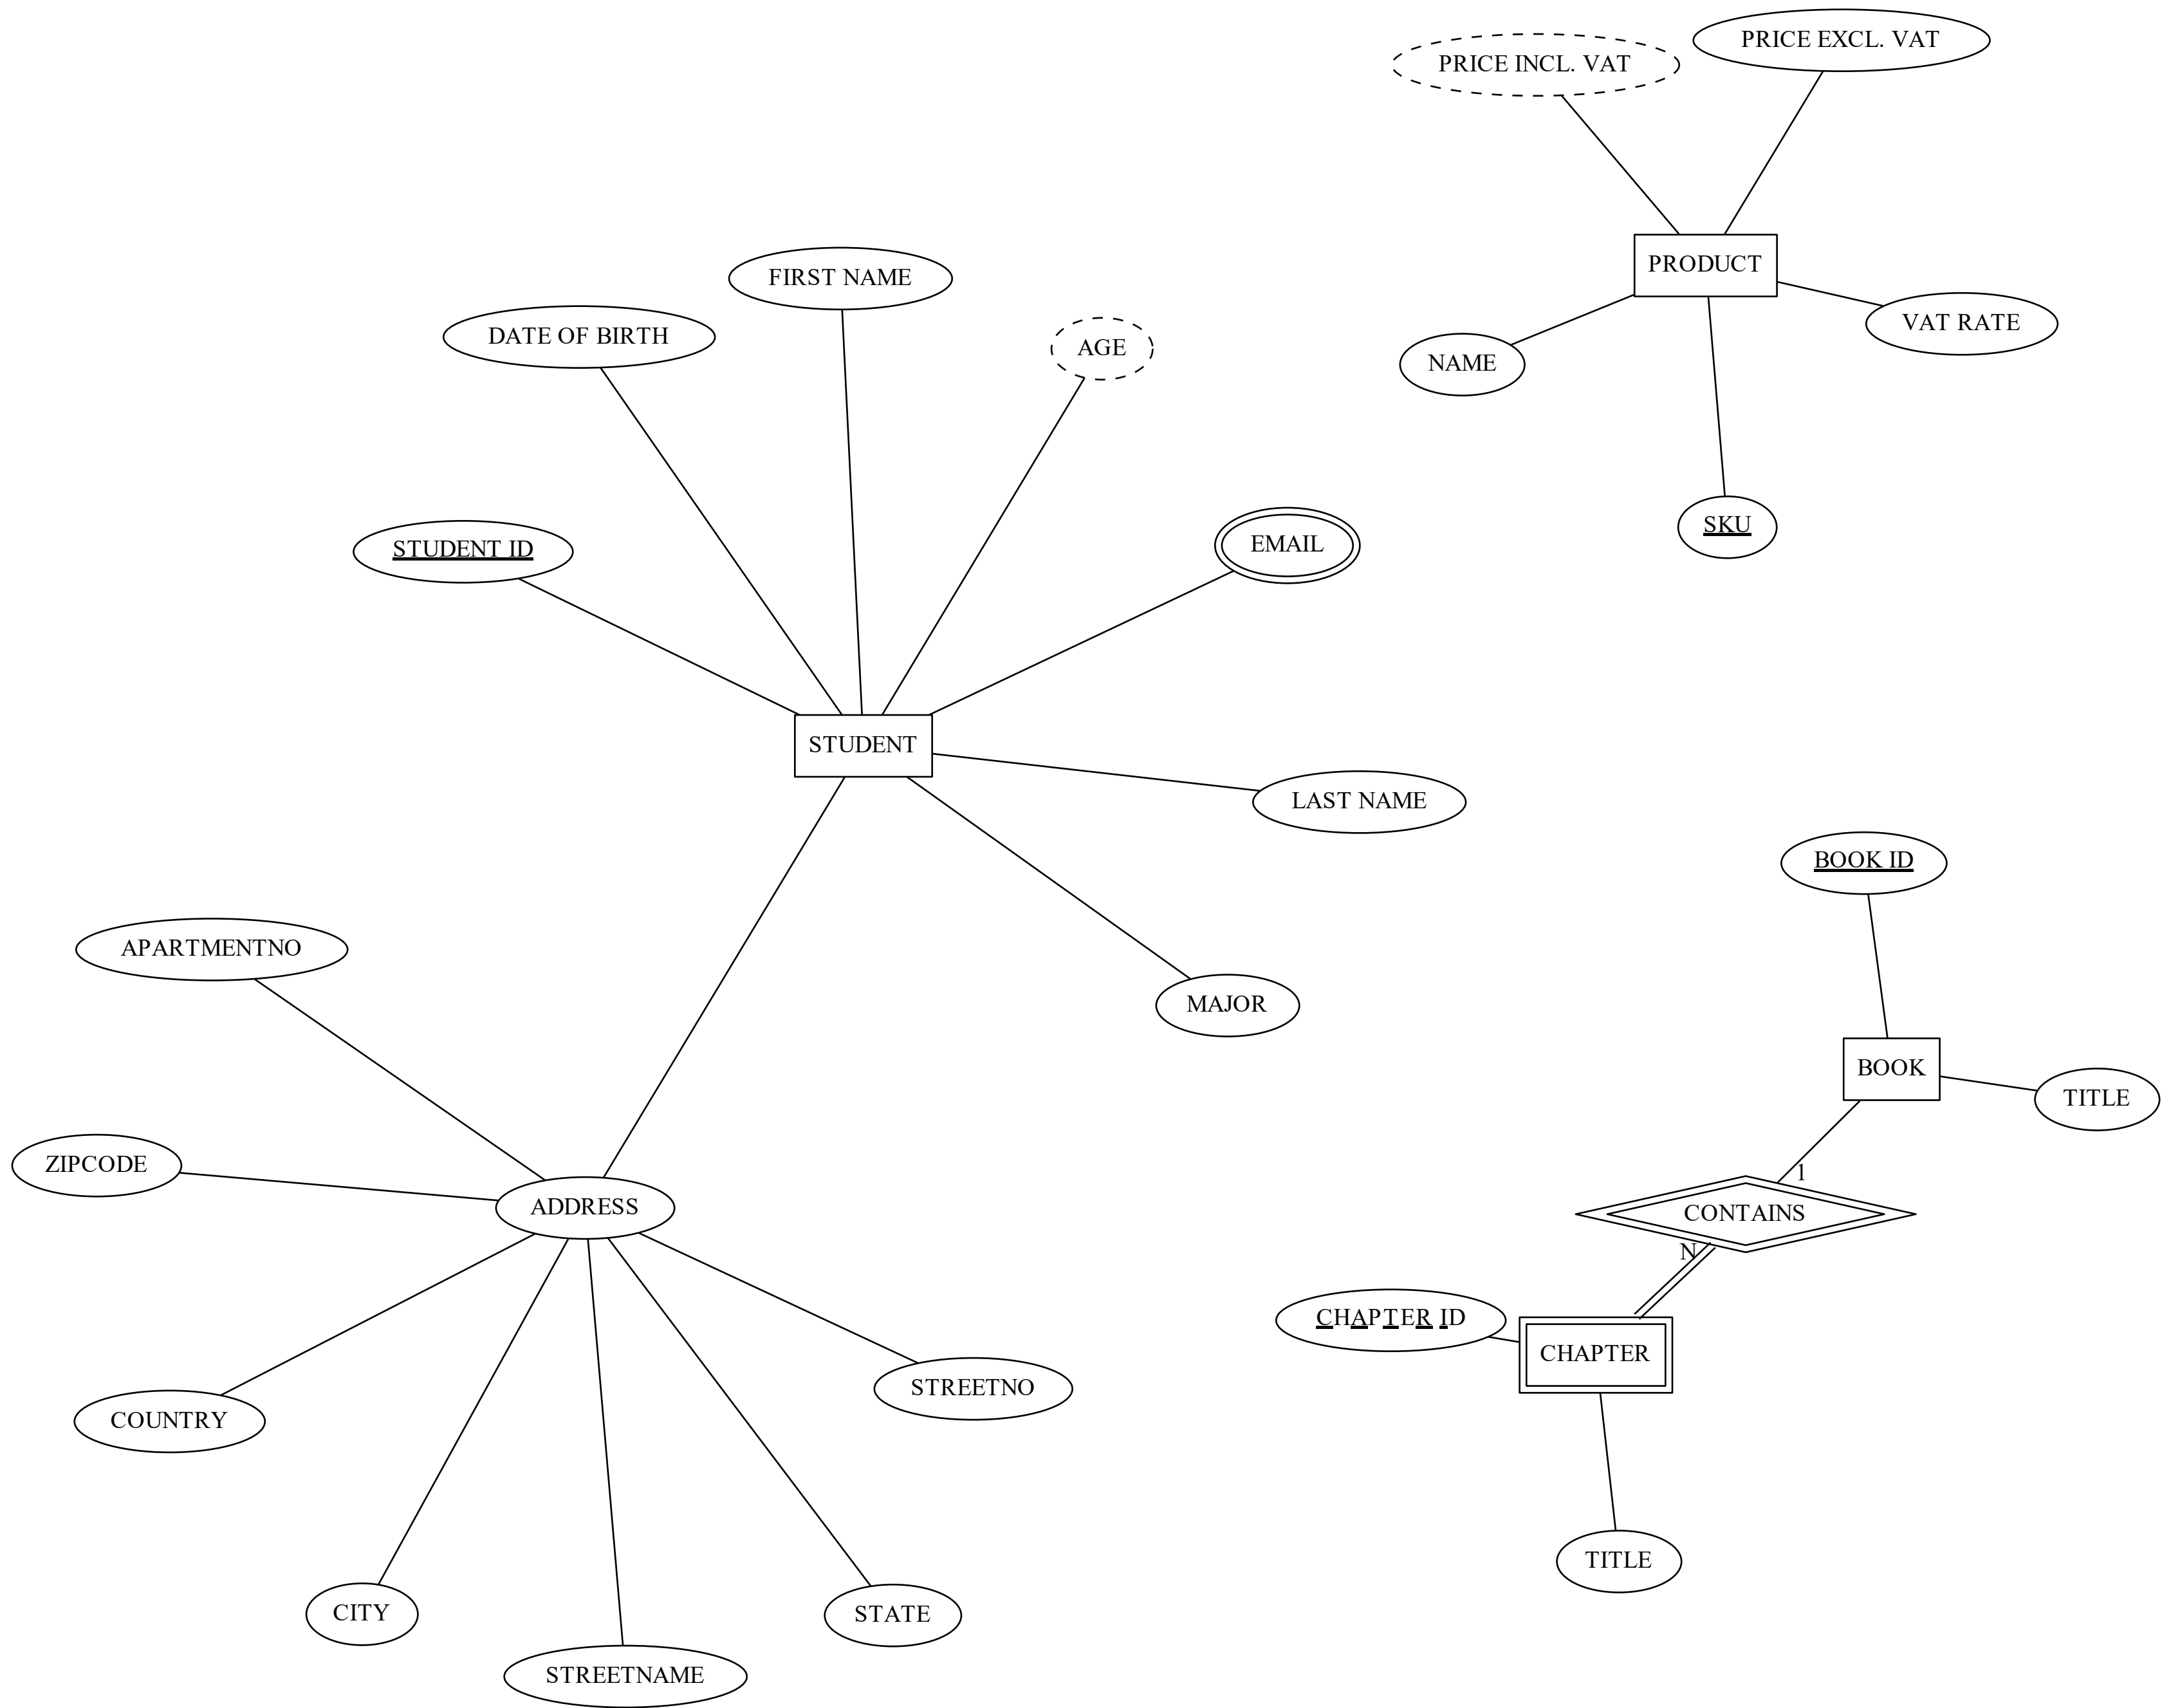 PRICE INCL. VAT
PRICE EXCL. VAT
PRODUCT
NAME
VAT RATE
SKU
FIRST NAME
DATE OF BIRTH
AGE
STUDENT ID
EMAIL
STUDENT
LAST NAME
MAJOR
APARTMENTNO
ZIPCODE
ADDRESS
COUNTRY
STREETNO
CITY
STATE
STREETNAME
BOOK ID
BOOK
TITLE
1
CONTAINS
N
CHAPTER ID
CHAPTER
TITLE